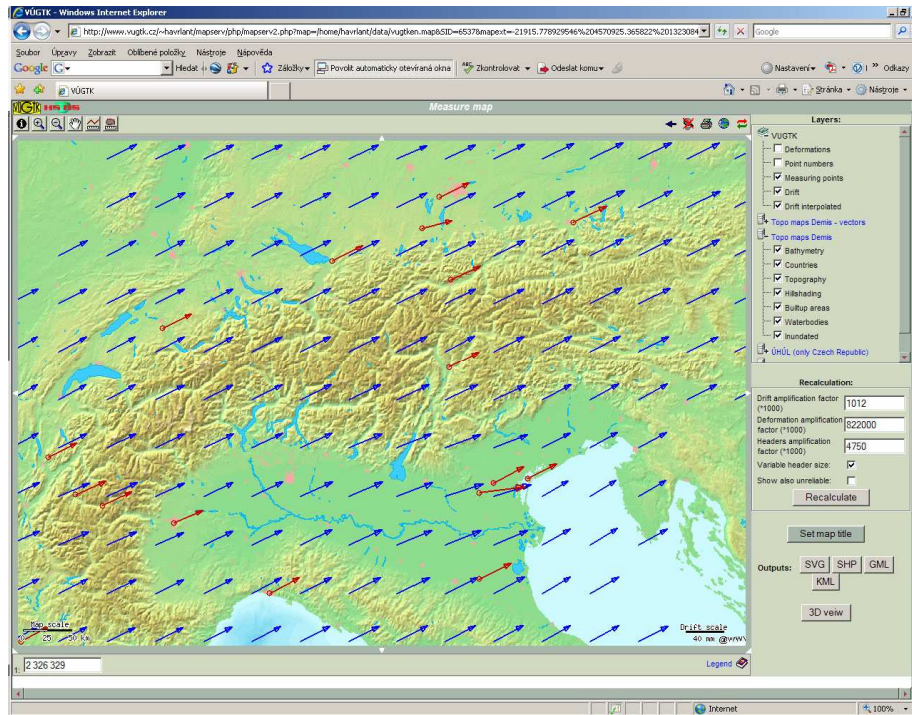 VÚGTK - Windows Internet Explorer
http://www.vugtk.cz/~havrlant/mapserv/php/mapserv2.php?map=/home/havrlant/data/vugtken.map&SID=6537&mapext=-21915.778929546%204570925.365822%201323084
Google
Soubor Úpravy Zobrazit Oblíbené položky Nástroje Nápověda
Google G Hledat Záložky Povolit automaticky otevíraná okna Zkontrolovat Odeslat komu Nastavení 1 » Odkazy
VÚGTK Stránka Nástroje
VÚGTK Measure map
Layers:
VUGTK
Deformations
Point numbers
Measuring points
Drift
Drift interpolated
Topo maps Demis - vectors
Topo maps Demis
Bathymetry
Countries
Topography
Hillshading
Builtup areas
Waterbodies
Inundated
ÚHÚL (only Czech Republic)
Recalculation:
Drift amplification factor (*1000) 1012
Deformation amplification factor (*1000) 822000
Headers amplification factor (*1000) 4750
Variable header size:
Show also unreliable:
Recalculate
Set map title
Outputs: SVG SHP GML
KML
3D veiw
Map scale
0 25 50 km
Drift scale
40 mm
1: 2 326 329
Legend
Internet
100%